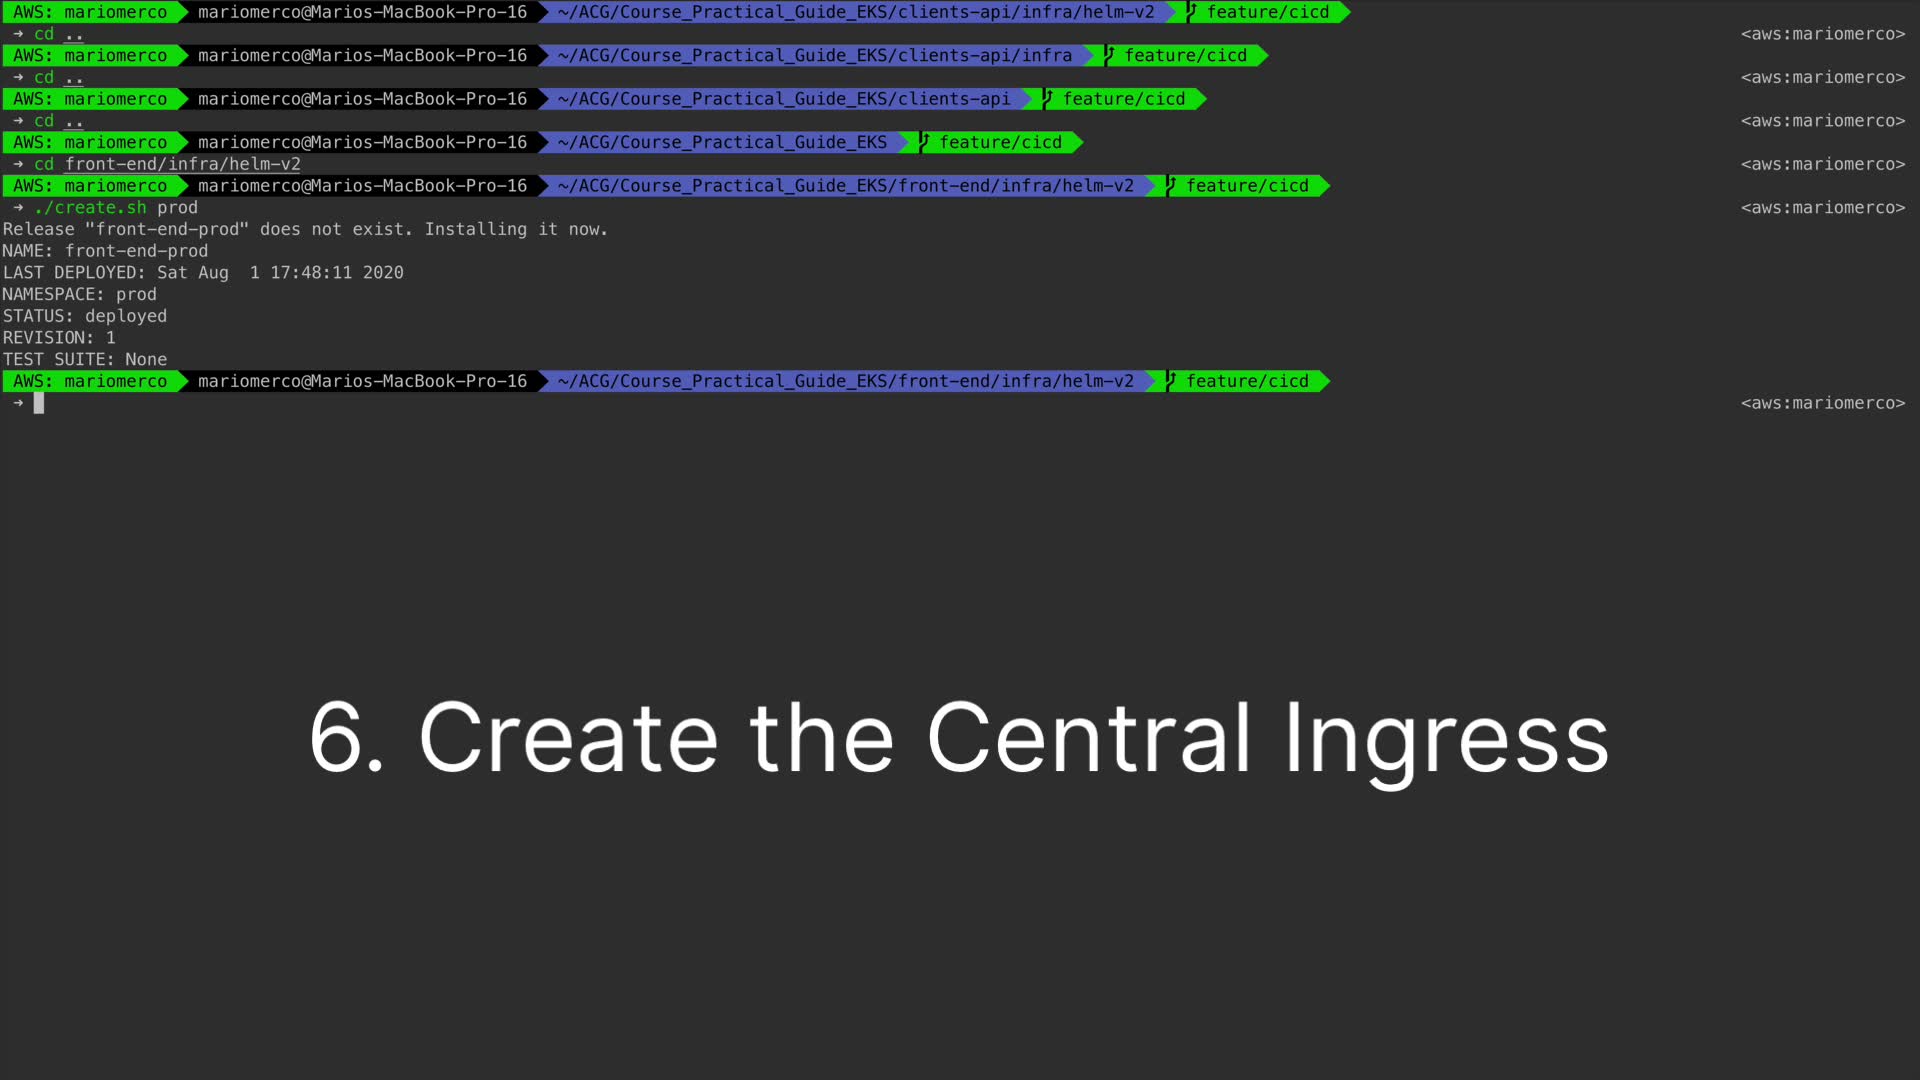 AWS: mariomerco mariomerco@Marios-MacBook-Pro-16 ~/ACG/Course_Practical_Guide_EKS/clients-api/infra/helm-v2 feature/cicd
➜ cd .. <aws:mariomerco>
AWS: mariomerco mariomerco@Marios-MacBook-Pro-16 ~/ACG/Course_Practical_Guide_EKS/clients-api/infra feature/cicd
➜ cd .. <aws:mariomerco>
AWS: mariomerco mariomerco@Marios-MacBook-Pro-16 ~/ACG/Course_Practical_Guide_EKS/clients-api feature/cicd
➜ cd .. <aws:mariomerco>
AWS: mariomerco mariomerco@Marios-MacBook-Pro-16 ~/ACG/Course_Practical_Guide_EKS feature/cicd
➜ cd front-end/infra/helm-v2 <aws:mariomerco>
AWS: mariomerco mariomerco@Marios-MacBook-Pro-16 ~/ACG/Course_Practical_Guide_EKS/front-end/infra/helm-v2 feature/cicd
➜ ./create.sh prod <aws:mariomerco>
Release "front-end-prod" does not exist. Installing it now.
NAME: front-end-prod
LAST DEPLOYED: Sat Aug  1 17:48:11 2020
NAMESPACE: prod
STATUS: deployed
REVISION: 1
TEST SUITE: None
AWS: mariomerco mariomerco@Marios-MacBook-Pro-16 ~/ACG/Course_Practical_Guide_EKS/front-end/infra/helm-v2 feature/cicd
➜ <aws:mariomerco>
6. Create the Central Ingress